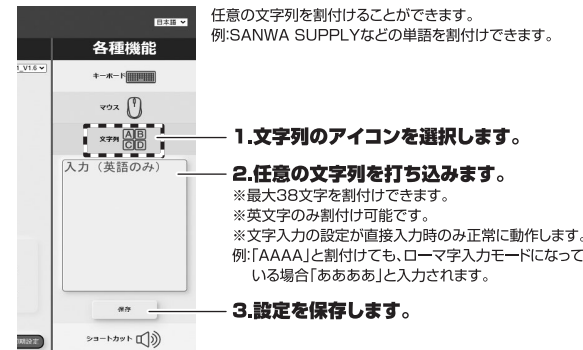 任意の文字列を割付けることができます。
例:SANWA SUPPLYなどの単語を割付けできます。
日本語
各種機能
1_V1.6
キーボード
マウス
文字列 AB
CD
1.文字列のアイコンを選択します。
入力（英語のみ）
2.任意の文字列を打ち込みます。
※最大38文字を割付けできます。
※英文字のみ割付け可能です。
※文字入力の設定が直接入力時のみ正常に動作します。
例:「AAAA」と割付けても、ローマ字入力モードになって
いる場合「ああああ」と入力されます。
保存
3.設定を保存します。
期設定
ショートカット